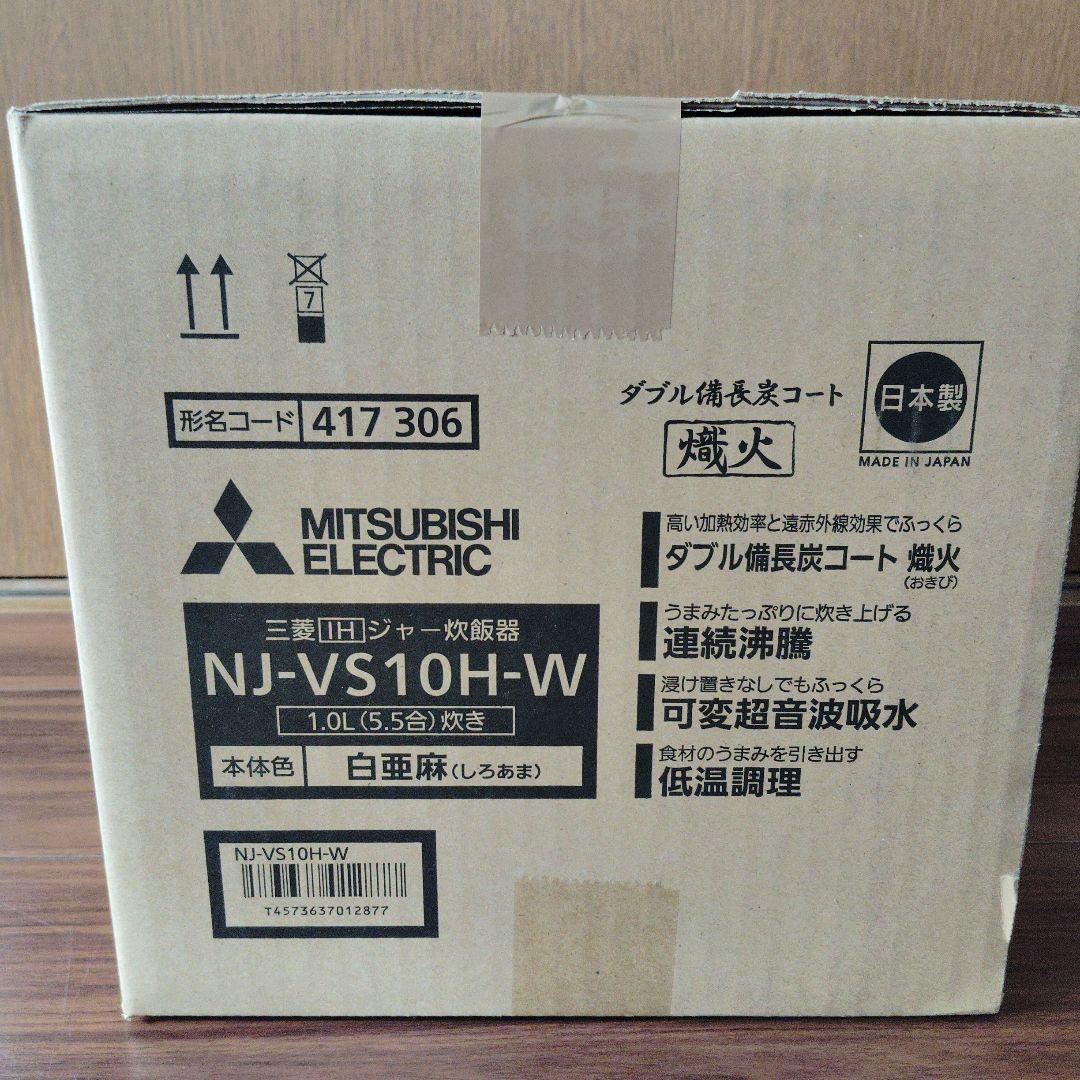 7
形名コード 417 306
MITSUBISHI
ELECTRIC
三菱IHジャー炊飯器
NJ-VS10H-W
1.0L(5.5合)炊き
本体色 白亜麻(しろあま)
NJ-VS10H-W
T4573637012877
ダブル備長炭コート
熾火
日本製
MADE IN JAPAN
高い加熱効率と遠赤外線効果でふっくら
ダブル備長炭コート 熾火
(おきび)
うまみたっぷりに炊き上げる
連続沸騰
浸け置きなしでもふっくら
可変超音波吸水
食材のうまみを引き出す
低温調理